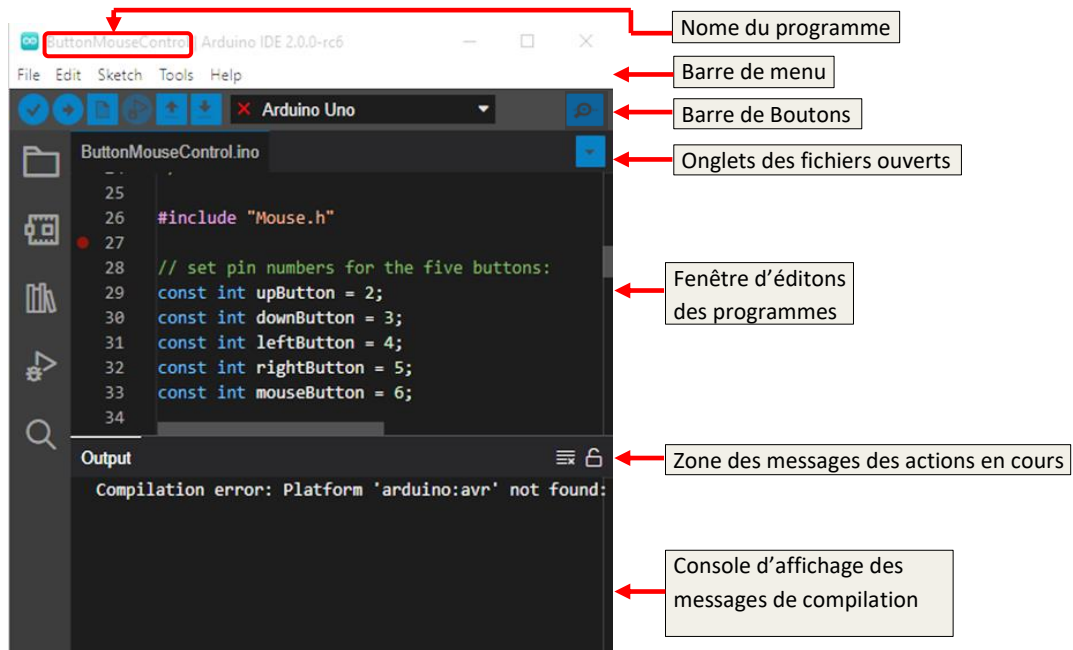 Nome du programme
ButtonMouseControl | Arduino IDE 2.0.0-rc6
File Edit Sketch Tools Help
Barre de menu
Arduino Uno
Barre de Boutons
ButtonMouseControl.ino
Onglets des fichiers ouverts
25
26 #include "Mouse.h"
27
28 // set pin numbers for the five buttons:
29 const int upButton = 2;
30 const int downButton = 3;
31 const int leftButton = 4;
32 const int rightButton = 5;
33 const int mouseButton = 6;
34
Fenêtre d'éditons
des programmes
Output
Zone des messages des actions en cours
Compilation error: Platform 'arduino:avr' not found:
Console d'affichage des
messages de compilation